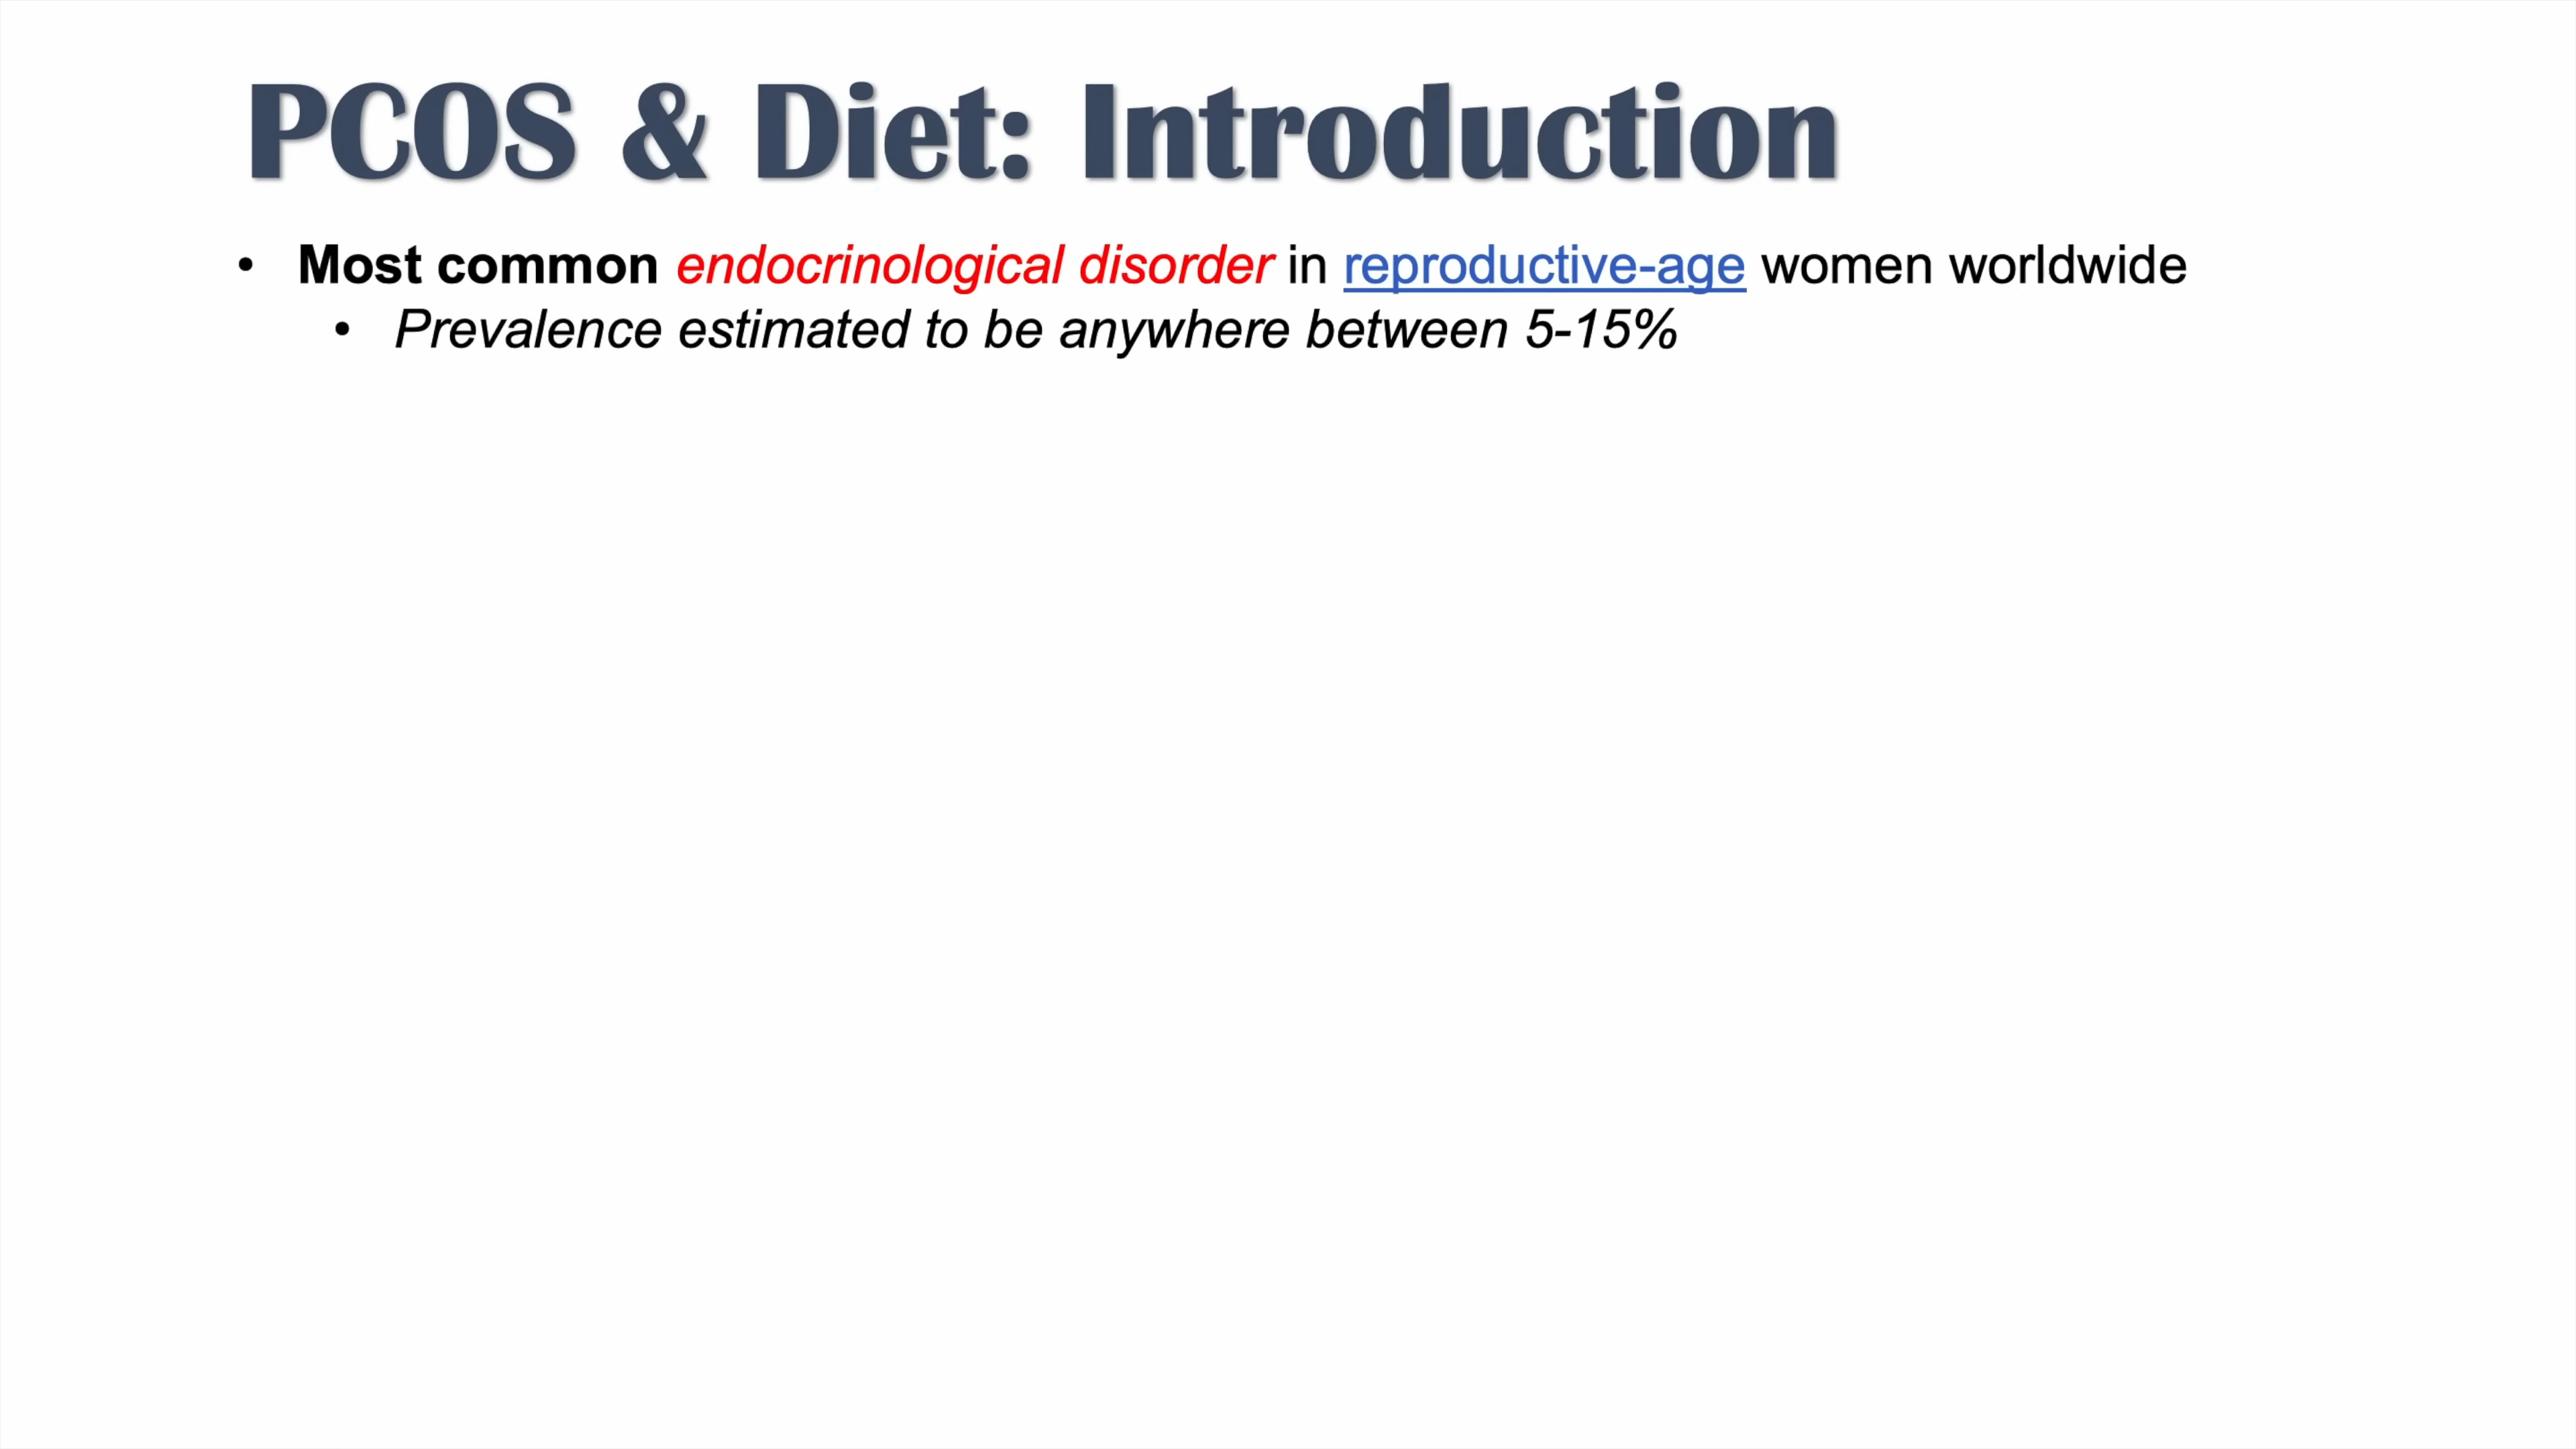 PCOS & Diet: Introduction
• Most common endocrinological disorder in reproductive-age women worldwide
• Prevalence estimated to be anywhere between 5-15%